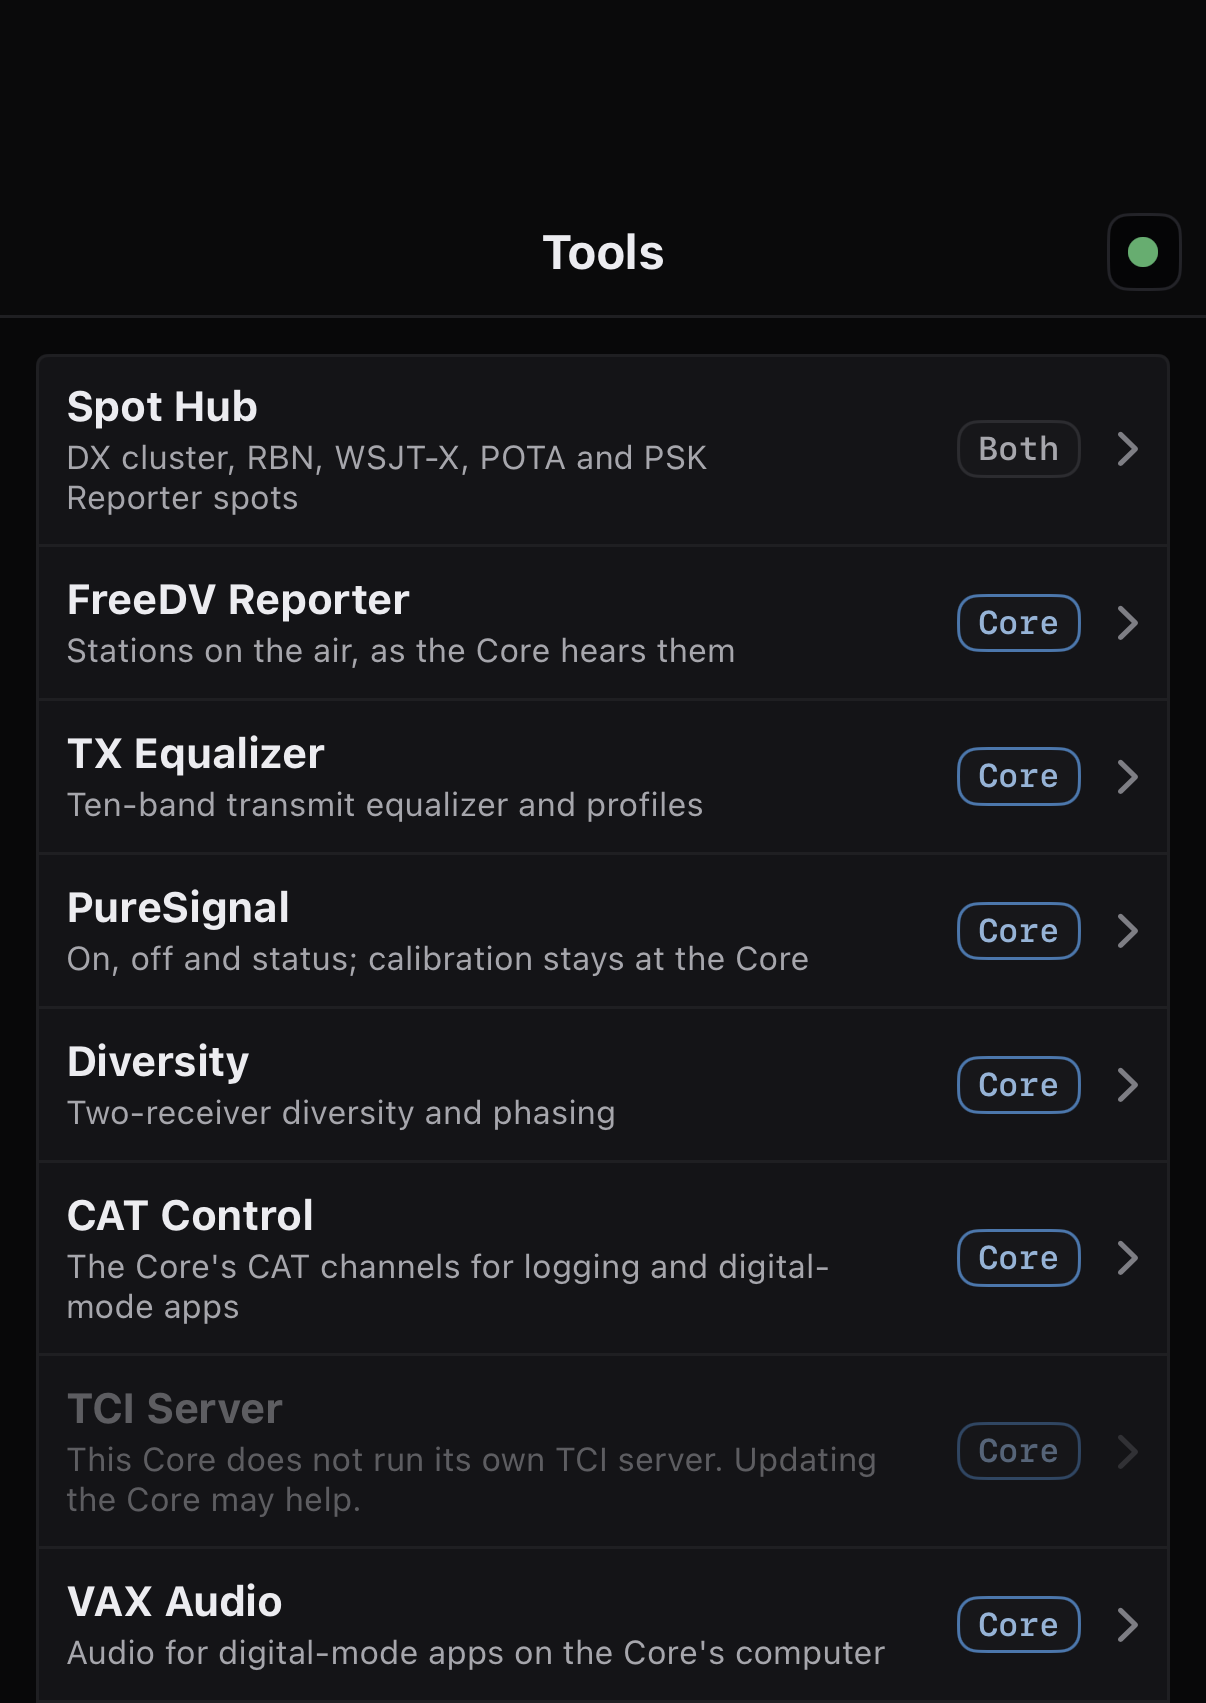 Tools
Spot Hub
DX cluster, RBN, WSJT-X, POTA and PSK
Reporter spots
Both
FreeDV Reporter
Stations on the air, as the Core hears them
Core
TX Equalizer
Ten-band transmit equalizer and profiles
Core
PureSignal
On, off and status; calibration stays at the Core
Core
Diversity
Two-receiver diversity and phasing
Core
CAT Control
The Core's CAT channels for logging and digital-
mode apps
Core
TCI Server
This Core does not run its own TCI server. Updating
the Core may help.
Core
VAX Audio
Audio for digital-mode apps on the Core's computer
Core